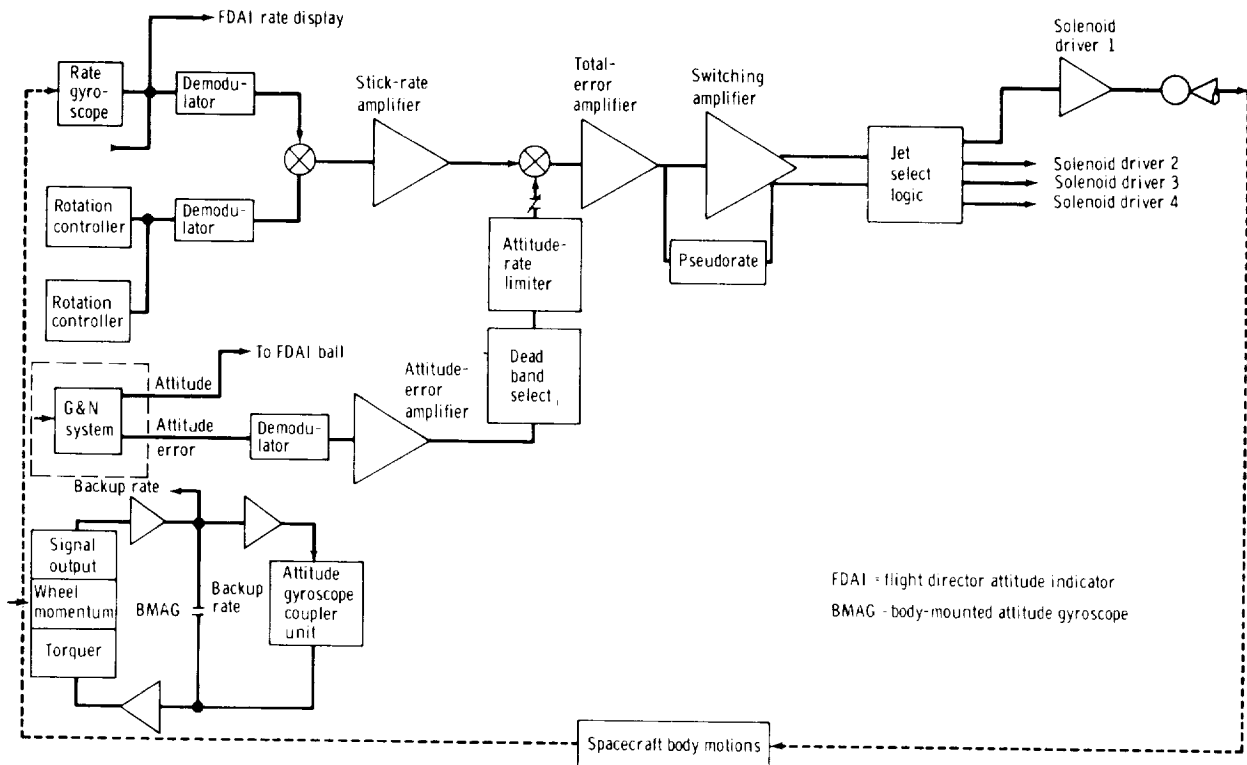 FDAI rate display
Solenoid
driver 1
Rate
gyro-
scope
Demodu-
lator
Stick-rate
amplifier
Total-
error
amplifier
Switching
amplifier
Jet
select
logic
Solenoid driver 2
Solenoid driver 3
Solenoid driver 4
Rotation
controller
Demodu-
lator
Rotation
controller
Attitude-
rate
limiter
Pseudorate
To FDAI ball
Attitude
G&N
system
Attitude
error
Demodu-
lator
Attitude-
error
amplifier
Dead
band
select
Backup rate
Signal
output
Wheel
momentum
Torquer
BMAG
Backup
rate
Attitude
gyroscope
coupler
unit
FDAI = flight director attitude indicator
BMAG - body-mounted attitude gyroscope
Spacecraft body motions